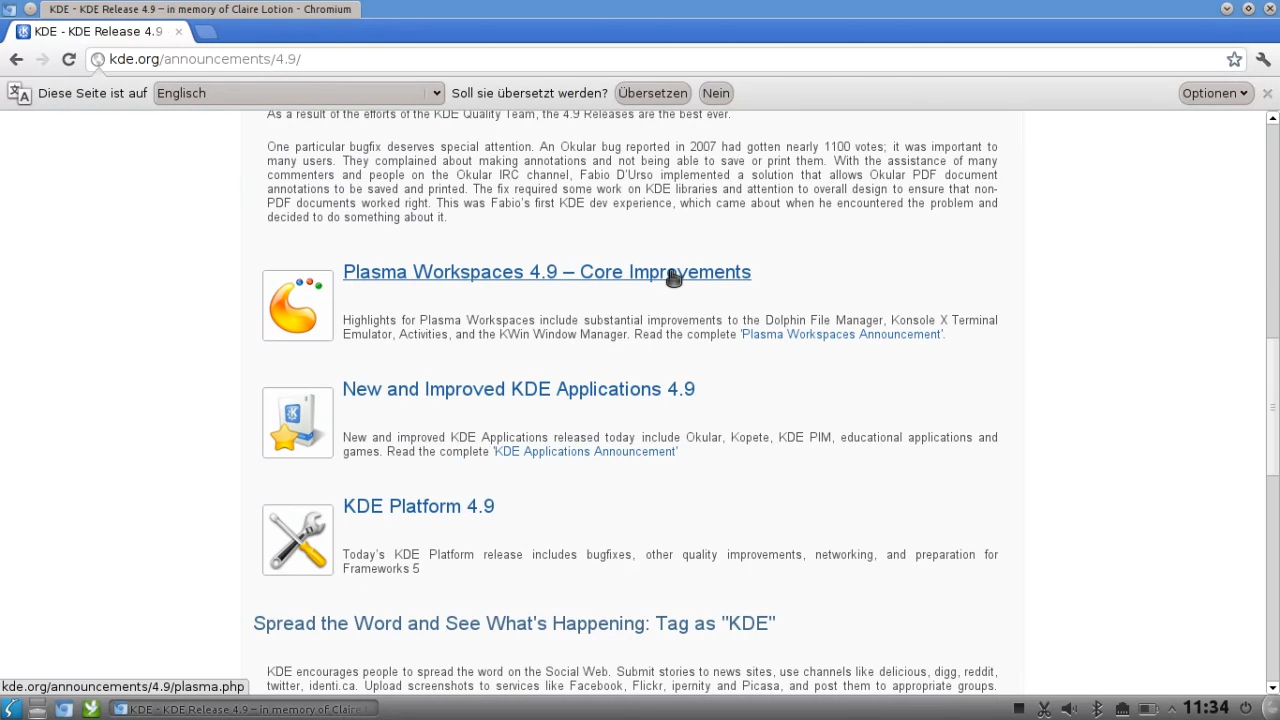 KDE - KDE Release 4.9 – in memory of Claire Lotion - Chromium
KDE - KDE Release 4.9
kde.org/announcements/4.9/
Diese Seite ist auf Englisch Soll sie übersetzt werden? Übersetzen Nein Optionen
As a result of the efforts of the KDE Quality Team, the 4.9 Releases are the best ever.
One particular bugfix deserves special attention. An Okular bug reported in 2007 had gotten nearly 1100 votes; it was important to
many users. They complained about making annotations and not being able to save or print them. With the assistance of many
commenters and people on the Okular IRC channel, Fabio D'Urso implemented a solution that allows Okular PDF document
annotations to be saved and printed. The fix required some work on KDE libraries and attention to overall design to ensure that non-
PDF documents worked right. This was Fabio's first KDE dev experience, which came about when he encountered the problem and
decided to do something about it.
Plasma Workspaces 4.9 – Core Improvements
Highlights for Plasma Workspaces include substantial improvements to the Dolphin File Manager, Konsole X Terminal
Emulator, Activities, and the KWin Window Manager. Read the complete 'Plasma Workspaces Announcement'.
New and Improved KDE Applications 4.9
New and improved KDE Applications released today include Okular, Kopete, KDE PIM, educational applications and
games. Read the complete 'KDE Applications Announcement'
KDE Platform 4.9
Today's KDE Platform release includes bugfixes, other quality improvements, networking, and preparation for
Frameworks 5
Spread the Word and See What's Happening: Tag as "KDE"
KDE encourages people to spread the word on the Social Web. Submit stories to news sites, use channels like delicious, digg, reddit,
twitter, identi.ca. Upload screenshots to services like Facebook, Flickr, ipernity and Picasa, and post them to appropriate groups.
kde.org/announcements/4.9/plasma.php
KDE - KDE Release 4.9 – in memory of Claire
11:34